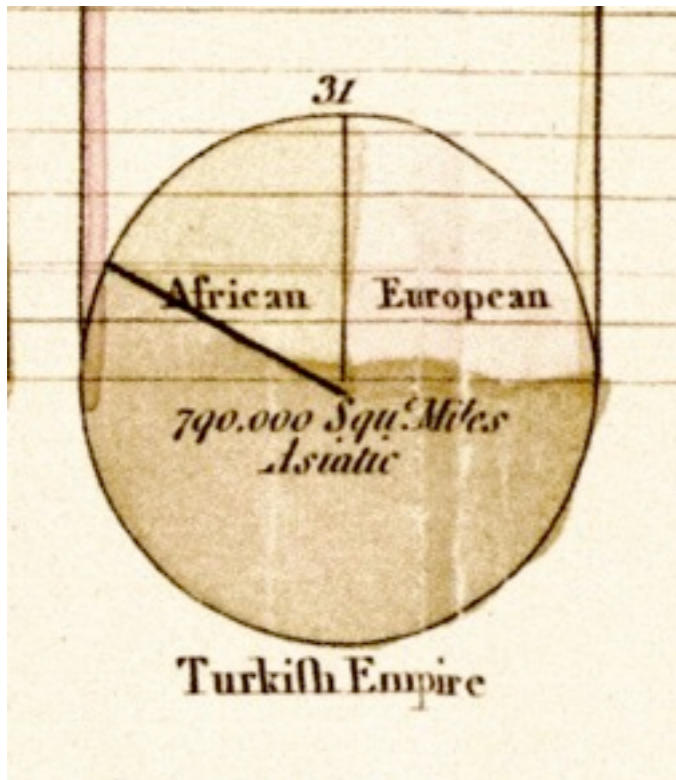 31
African European
790.000 Squ.ͬ Miles
Asiatic
Turkiſh Empire